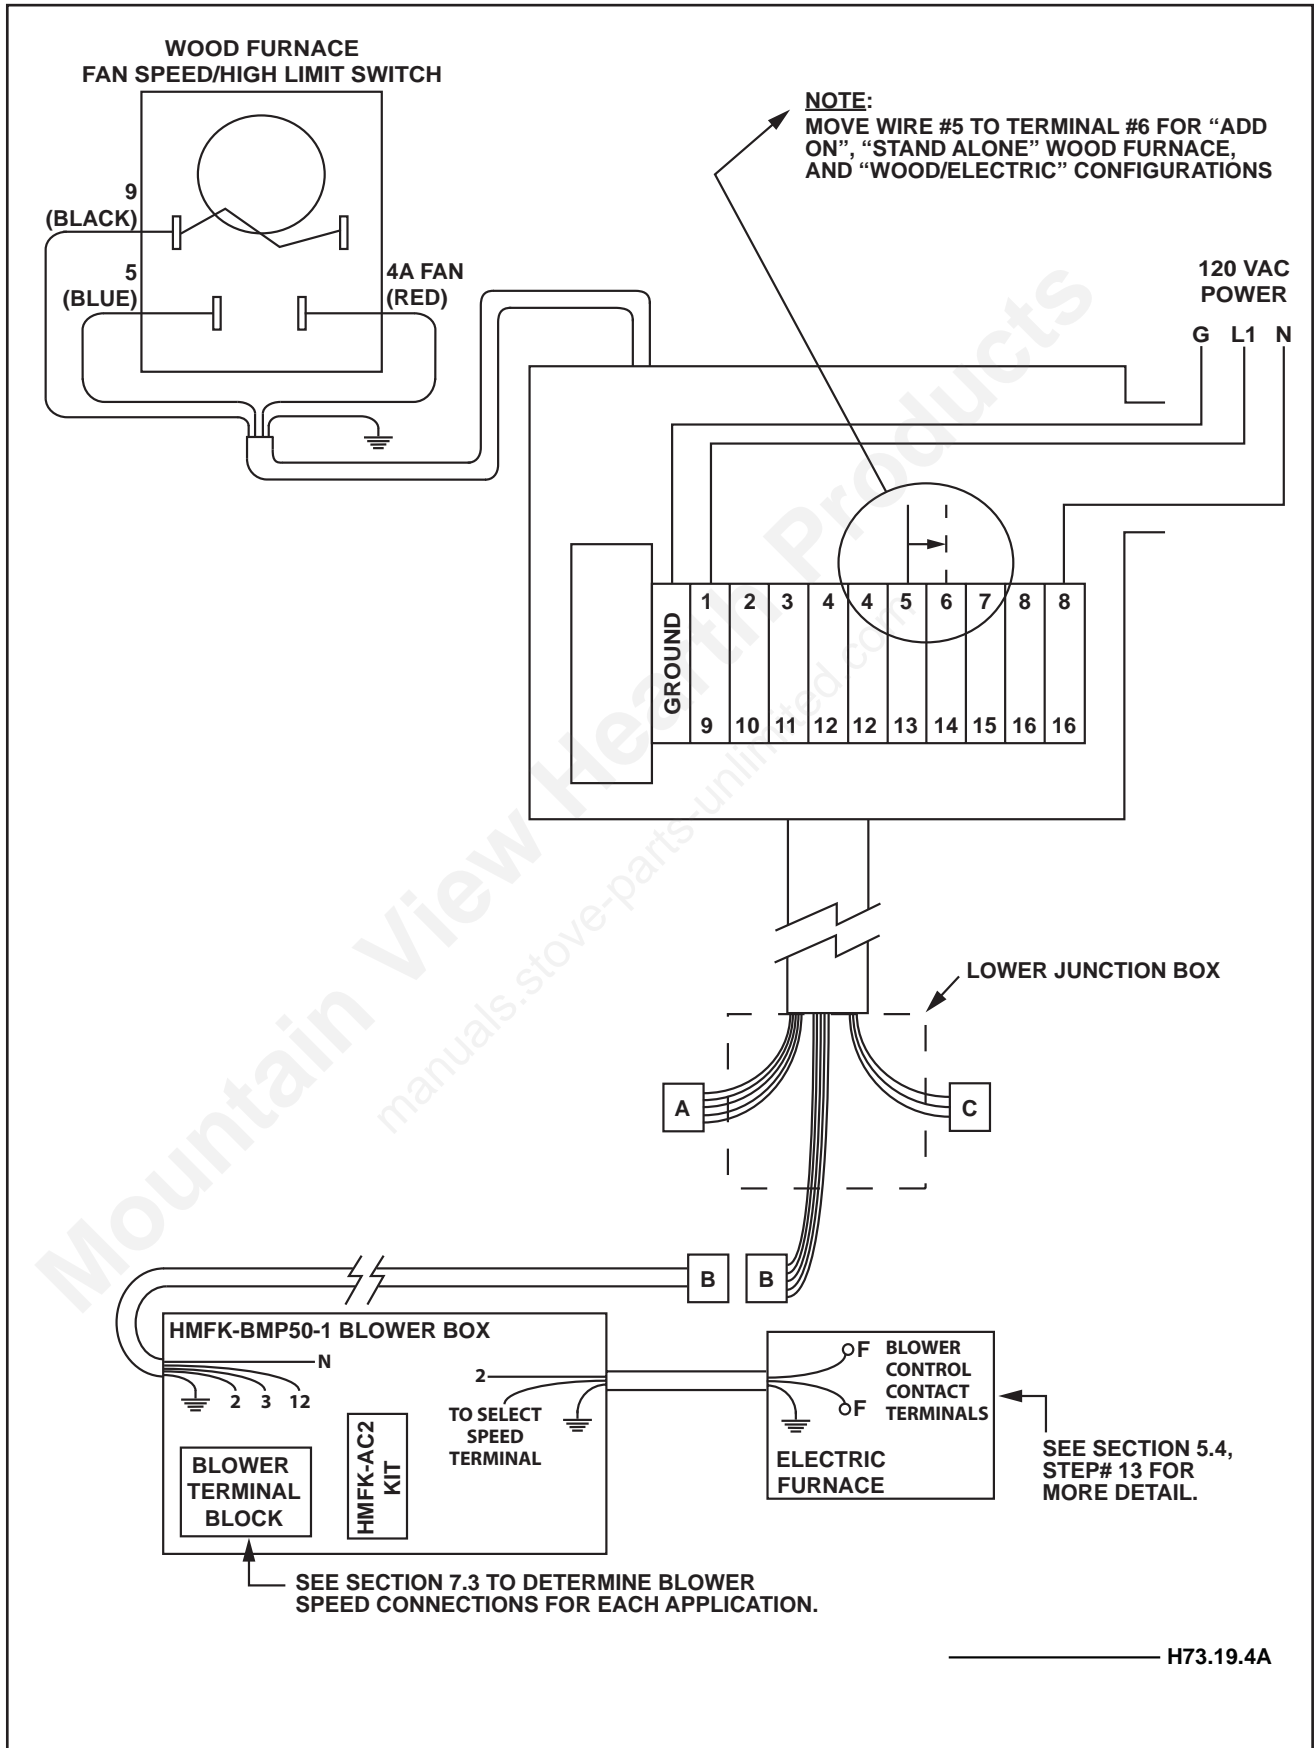 WOOD FURNACE
FAN SPEED/HIGH LIMIT SWITCH
NOTE:
MOVE WIRE #5 TO TERMINAL #6 FOR “ADD
ON”, “STAND ALONE” WOOD FURNACE,
AND “WOOD/ELECTRIC” CONFIGURATIONS
9
(BLACK)
5
(BLUE)
4A FAN
(RED)
120 VAC
POWER
G L1 N
GROUND
1 2 3 4 4 5 6 7 8 8
9 10 11 12 12 13 14 15 16 16
LOWER JUNCTION BOX
A
C
B
B
HMFK-BMP50-1 BLOWER BOX
N
2 3 12
2
TO SELECT
SPEED
TERMINAL
BLOWER
TERMINAL
BLOCK
HMFK-AC2
KIT
F
F
BLOWER
CONTROL
CONTACT
TERMINALS
ELECTRIC
FURNACE
SEE SECTION 5.4,
STEP# 13 FOR
MORE DETAIL.
SEE SECTION 7.3 TO DETERMINE BLOWER
SPEED CONNECTIONS FOR EACH APPLICATION.
H73.19.4A
Mountain View Hearth Products
manuals.stove-parts-unlimited.com